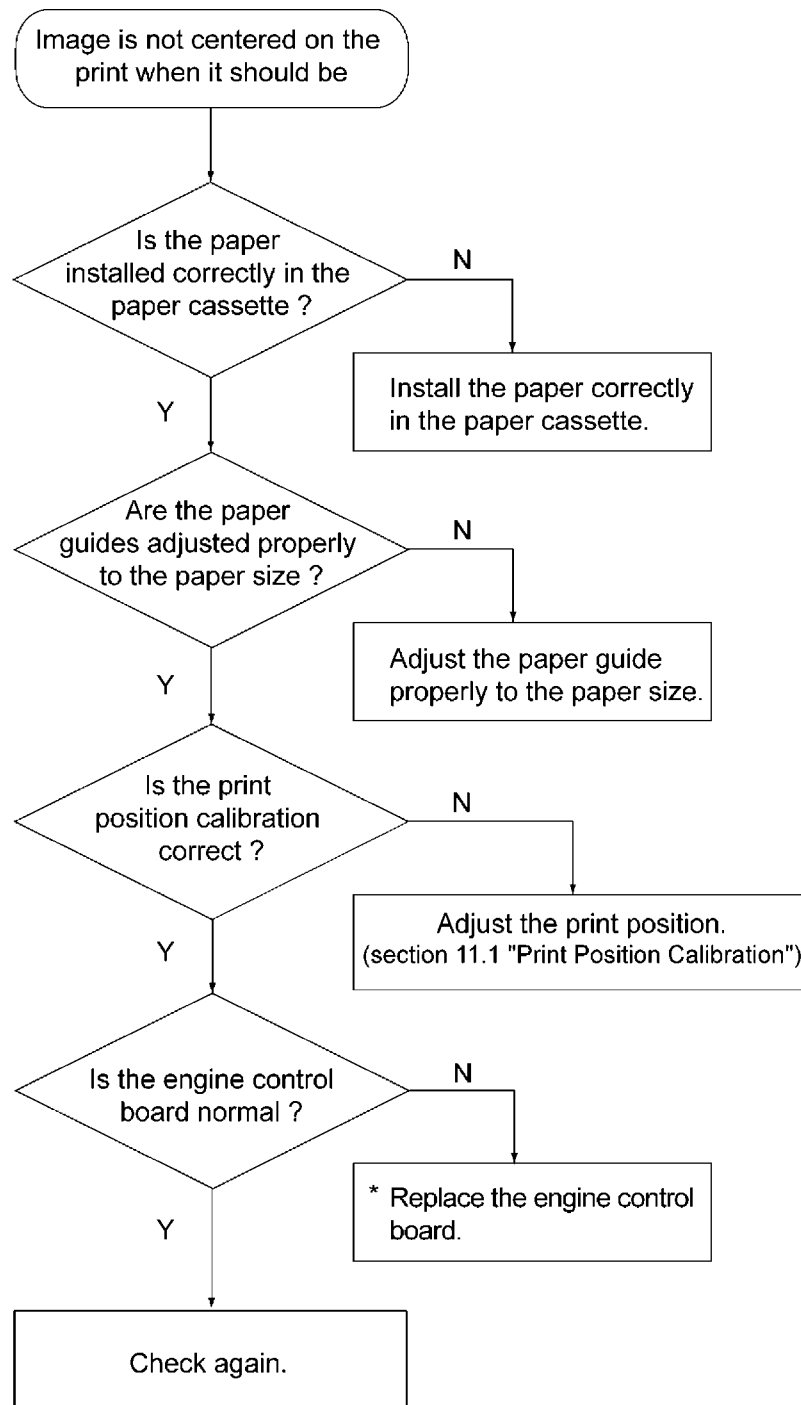 Image is not centered on the
print when it should be
Is the paper
installed correctly in the
paper cassette ?
N
Install the paper correctly
in the paper cassette.
Y
Are the paper
guides adjusted properly
to the paper size ?
N
Adjust the paper guide
properly to the paper size.
Y
Is the print
position calibration
correct ?
N
Adjust the print position.
(section 11.1 "Print Position Calibration")
Y
Is the engine control
board normal ?
N
* Replace the engine control
board.
Y
Check again.